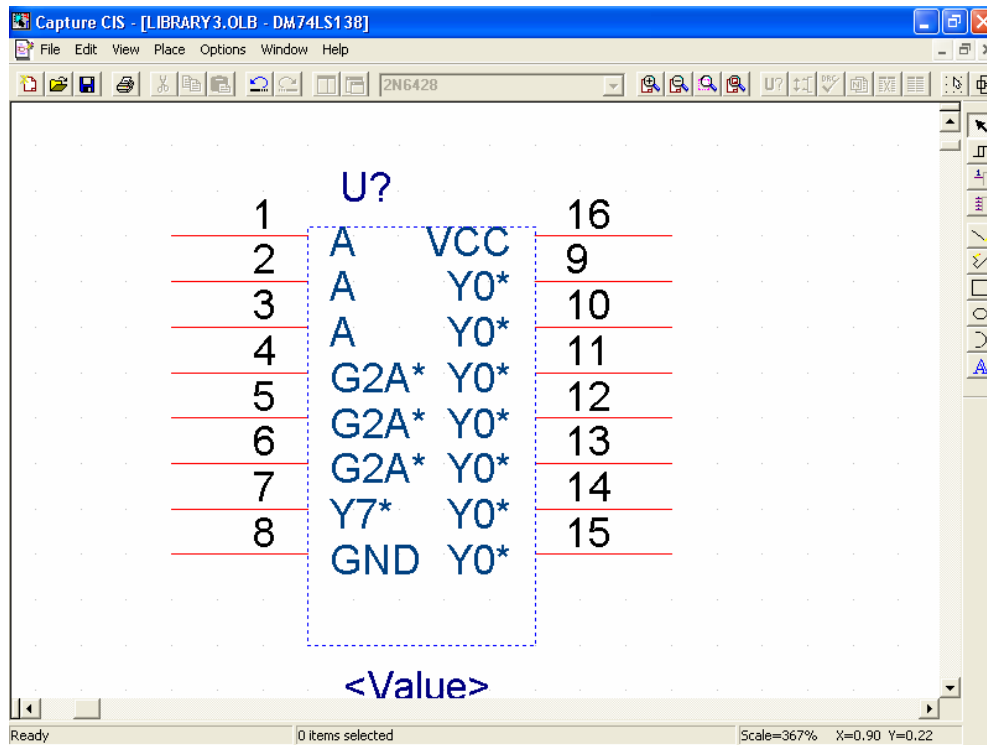 Capture CIS - [LIBRARY3.OLB - DM74LS138]
File Edit View Place Options Window Help
2N6428 U?
U?
1 16
A VCC
2 9
A Y0*
3 10
A Y0*
4 11
G2A* Y0*
5 12
G2A* Y0*
6 13
G2A* Y0*
7 14
Y7* Y0*
8 15
GND Y0*
<Value>
Ready 0 items selected Scale=367% X=0.90 Y=0.22